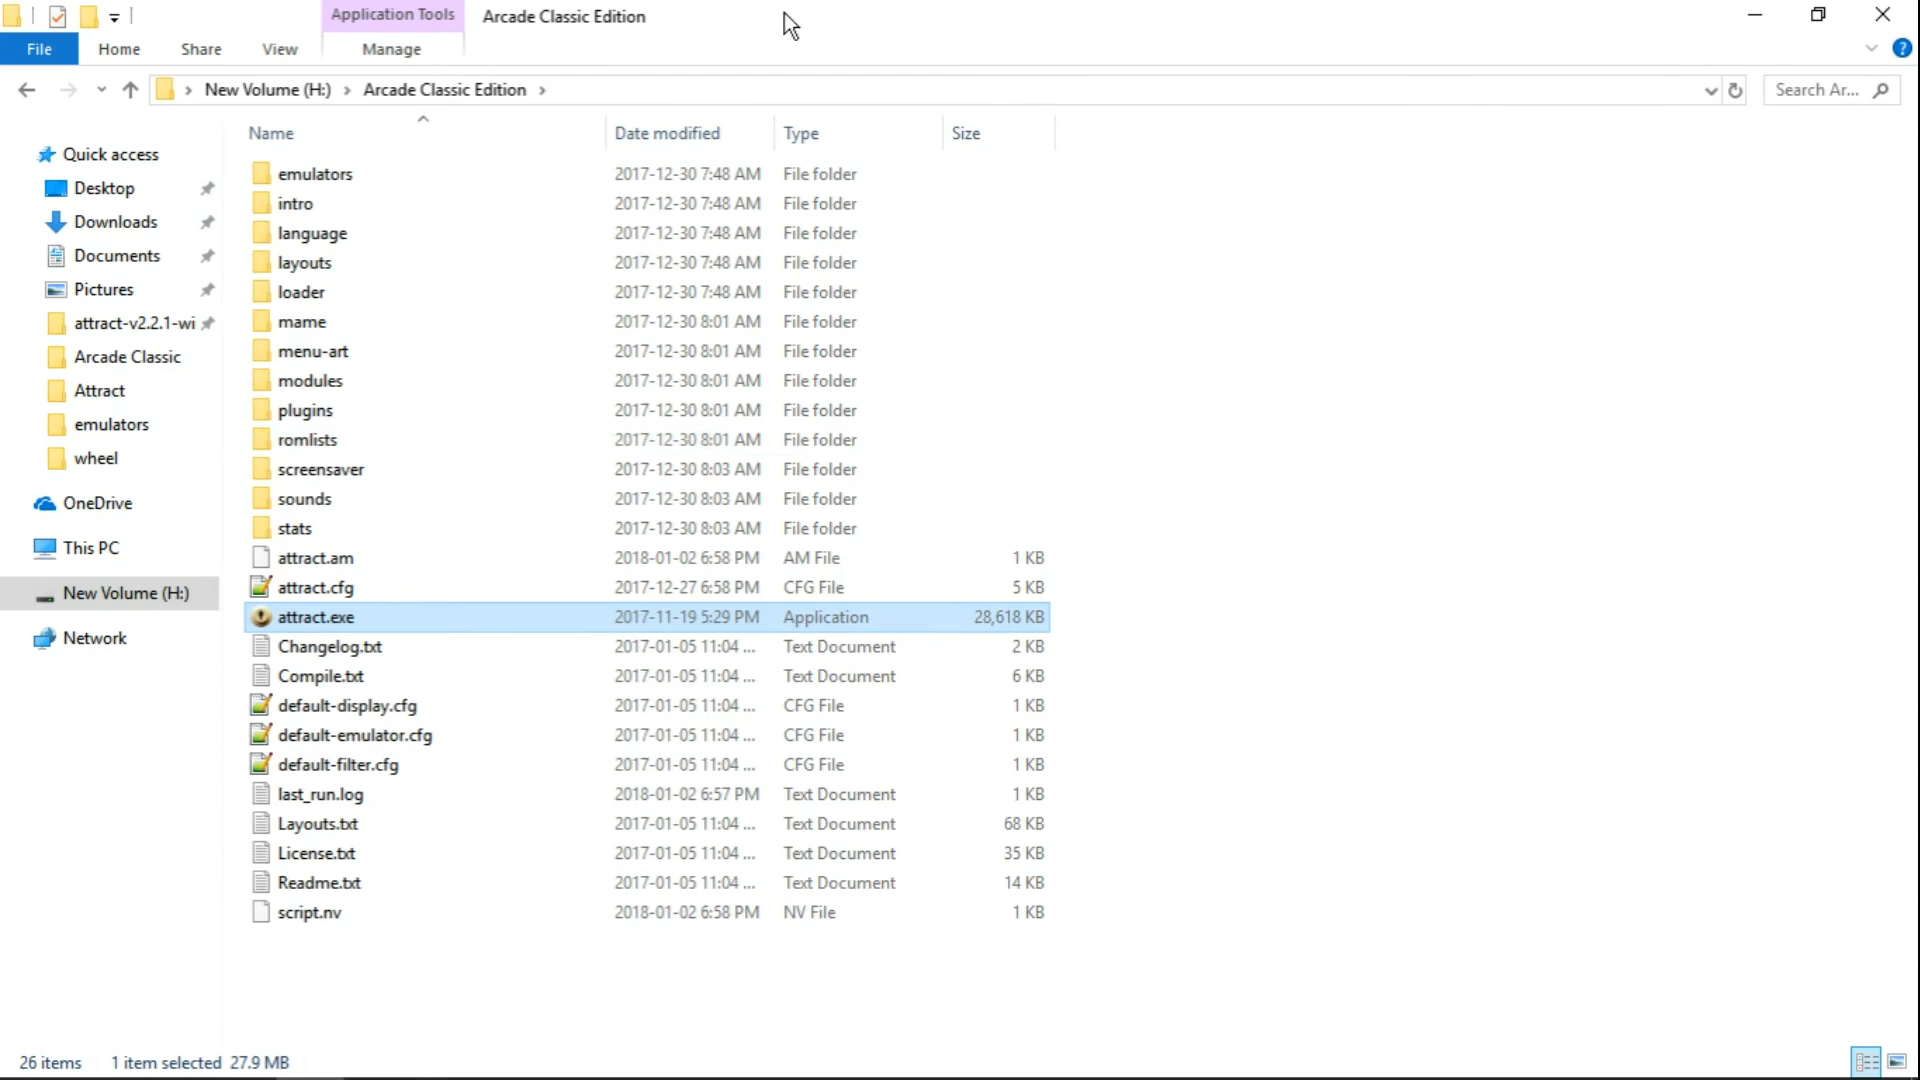 Application Tools Arcade Classic Edition
File Home Share View Manage
New Volume (H:) Arcade Classic Edition Search Ar...
Name Date modified Type Size
Quick access
Desktop
Downloads
Documents
Pictures
attract-v2.2.1-wi
Arcade Classic
Attract
emulators
wheel
OneDrive
This PC
New Volume (H:)
Network
emulators 2017-12-30 7:48 AM File folder
intro 2017-12-30 7:48 AM File folder
language 2017-12-30 7:48 AM File folder
layouts 2017-12-30 7:48 AM File folder
loader 2017-12-30 7:48 AM File folder
mame 2017-12-30 8:01 AM File folder
menu-art 2017-12-30 8:01 AM File folder
modules 2017-12-30 8:01 AM File folder
plugins 2017-12-30 8:01 AM File folder
romlists 2017-12-30 8:01 AM File folder
screensaver 2017-12-30 8:03 AM File folder
sounds 2017-12-30 8:03 AM File folder
stats 2017-12-30 8:03 AM File folder
attract.am 2018-01-02 6:58 PM AM File 1 KB
attract.cfg 2017-12-27 6:58 PM CFG File 5 KB
attract.exe 2017-11-19 5:29 PM Application 28,618 KB
Changelog.txt 2017-01-05 11:04 ... Text Document 2 KB
Compile.txt 2017-01-05 11:04 ... Text Document 6 KB
default-display.cfg 2017-01-05 11:04 ... CFG File 1 KB
default-emulator.cfg 2017-01-05 11:04 ... CFG File 1 KB
default-filter.cfg 2017-01-05 11:04 ... CFG File 1 KB
last_run.log 2018-01-02 6:57 PM Text Document 1 KB
Layouts.txt 2017-01-05 11:04 ... Text Document 68 KB
License.txt 2017-01-05 11:04 ... Text Document 35 KB
Readme.txt 2017-01-05 11:04 ... Text Document 14 KB
script.nv 2018-01-02 6:58 PM NV File 1 KB
26 items 1 item selected 27.9 MB